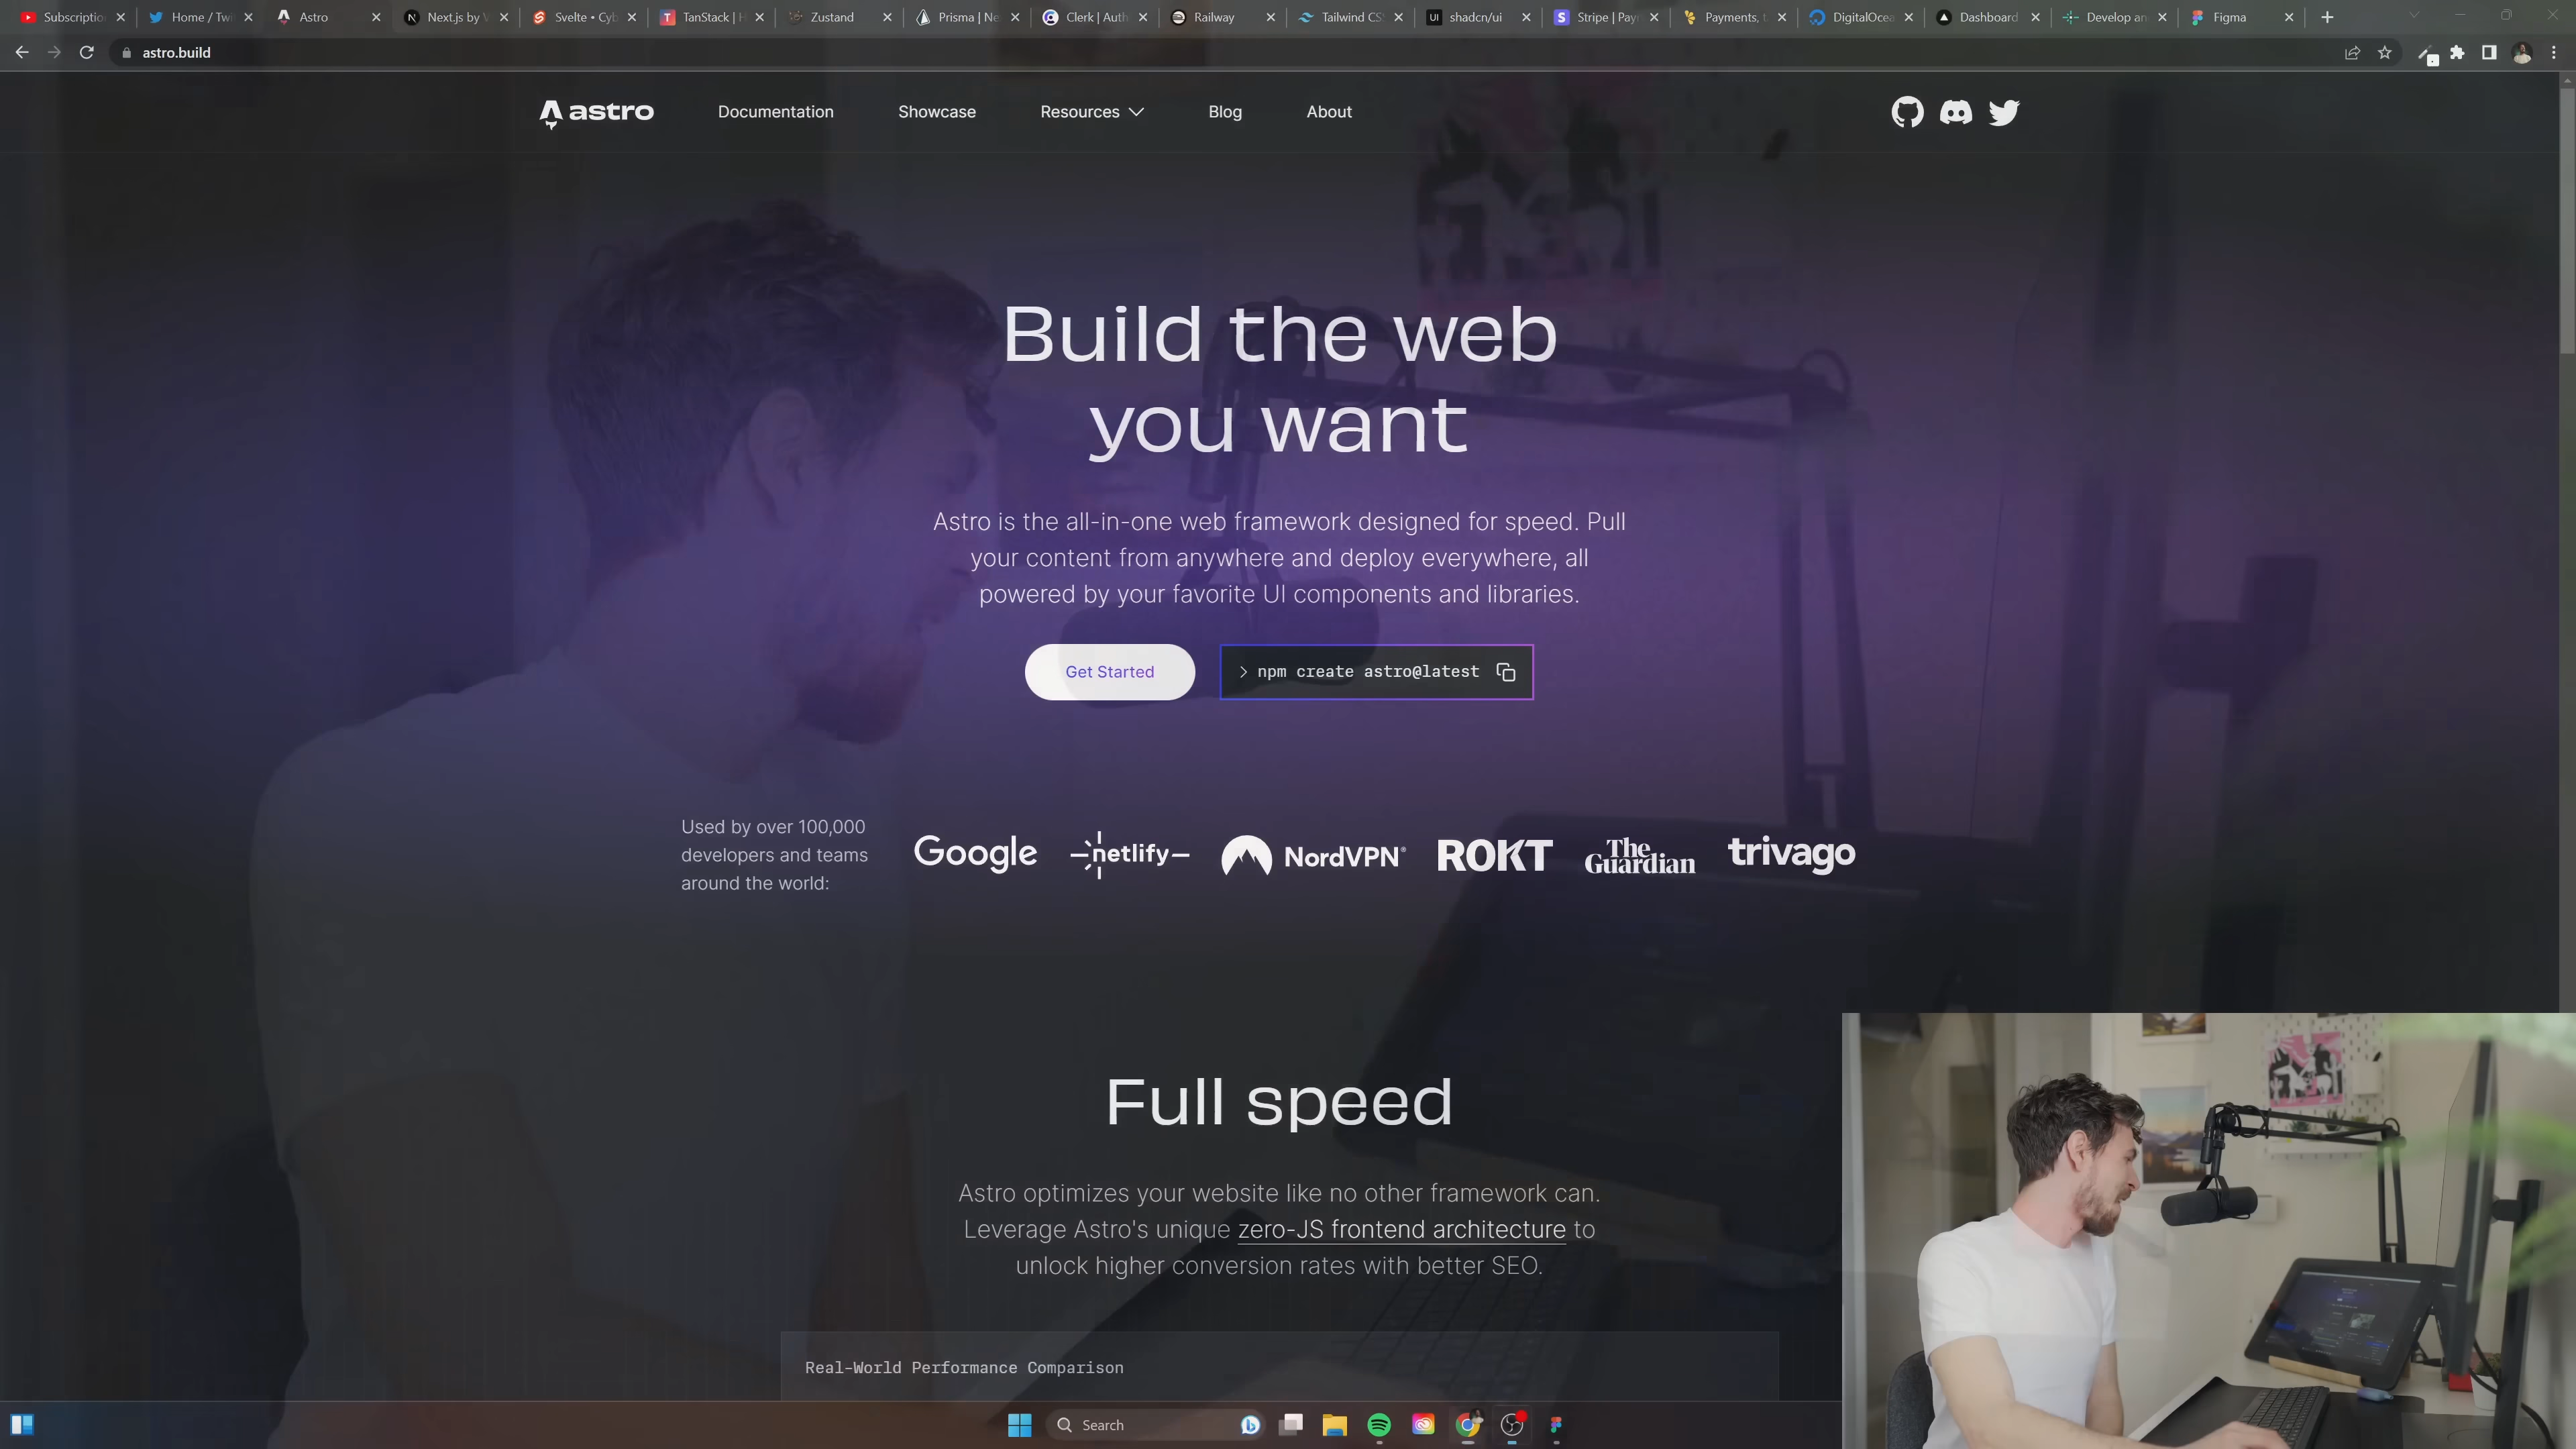 Subscriptio
Home / Twi
Astro
Next.js by V
Svelte • Cyb
TanStack | H
Zustand
Prisma | Ne
Clerk | Auth
Railway
Tailwind CS
shadcn/ui
Stripe | Pay
Payments, t
DigitalOcea
Dashboard
Develop an
Figma
astro.build
astro
Documentation
Showcase
Resources
Blog
About
Build the web
you want
Astro is the all-in-one web framework designed for speed. Pull
your content from anywhere and deploy everywhere, all
powered by your favorite UI components and libraries.
Get Started
> npm create astro@latest
Used by over 100,000
developers and teams
around the world:
Google
netlify
NordVPN®
ROKT
The
Guardian
trivago
Full speed
Astro optimizes your website like no other framework can.
Leverage Astro's unique zero-JS frontend architecture to
unlock higher conversion rates with better SEO.
Real-World Performance Comparison
Search